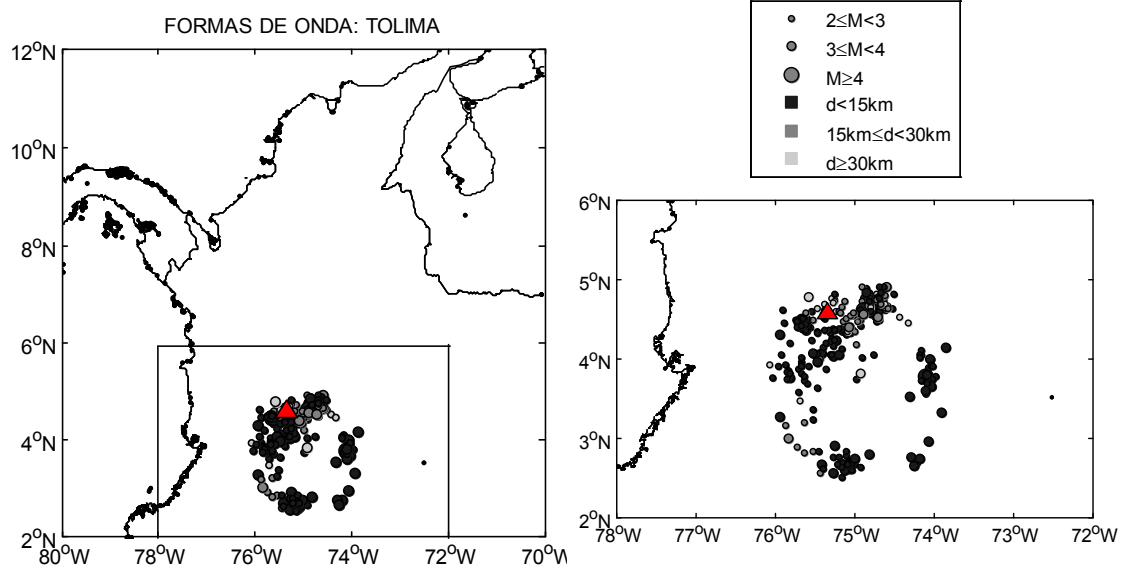 FORMAS DE ONDA: TOLIMA
12°N
10°N
8°N
6°N
4°N
2°N
80°W 78°W 76°W 74°W 72°W 70°W
2≤M<3
3≤M<4
M≥4
d<15km
15km≤d<30km
d≥30km
6°N
5°N
4°N
3°N
2°N
78°W 77°W 76°W 75°W 74°W 73°W 72°W